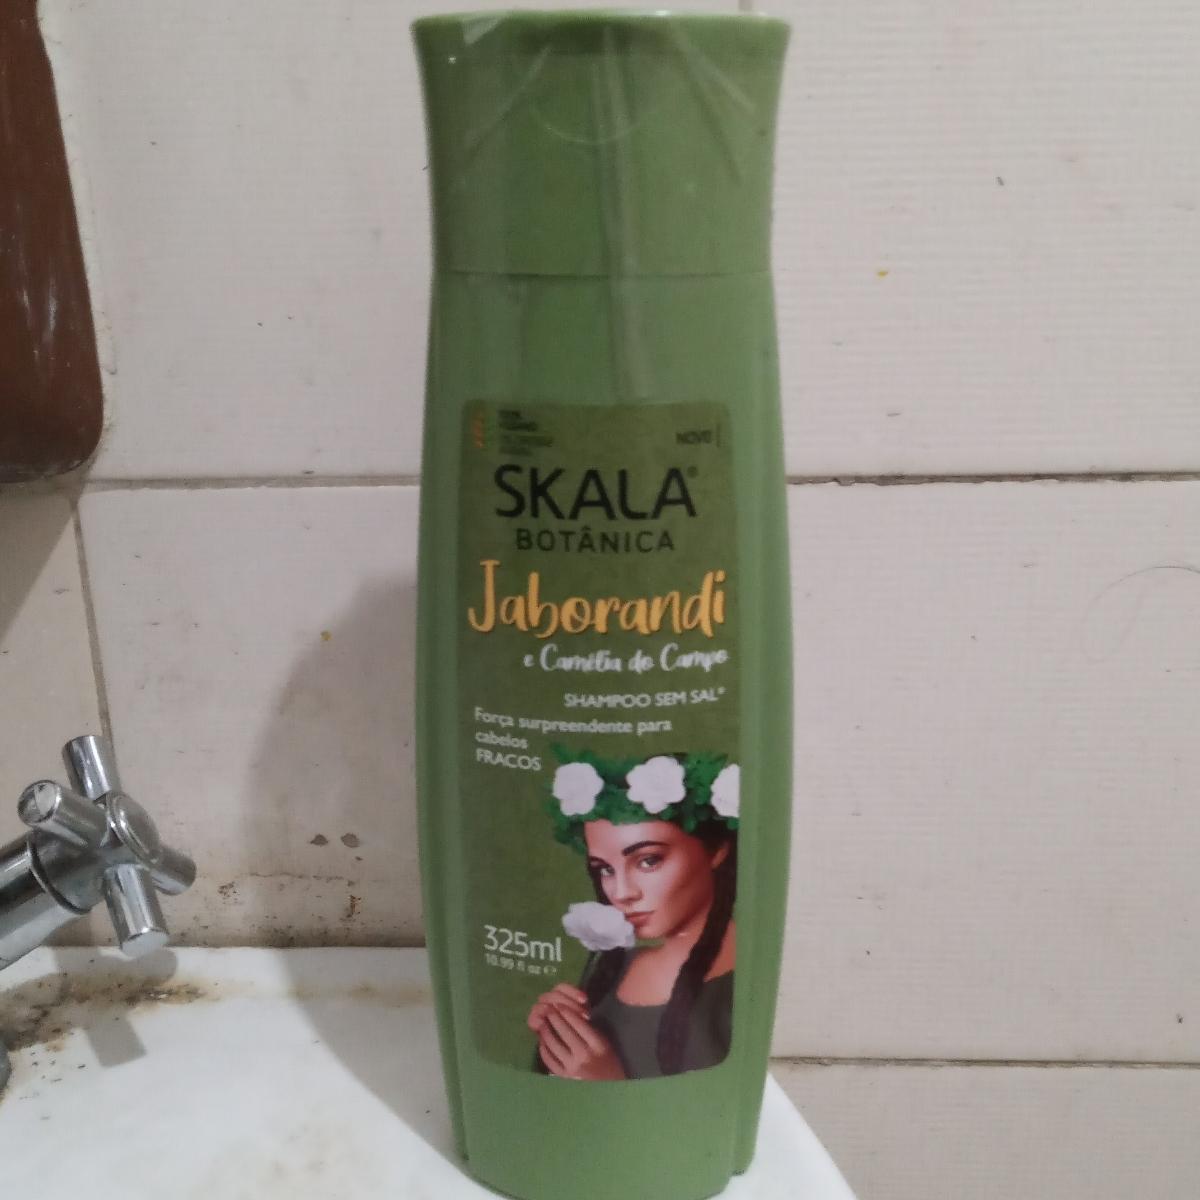 NOVO
SKALA®
BOTÂNICA
Jaborandi
e Camélia do Campo
SHAMPOO SEM SAL*
Força surpreendente para
cabelos
FRACOS
325ml
10.99 fl oz ℮